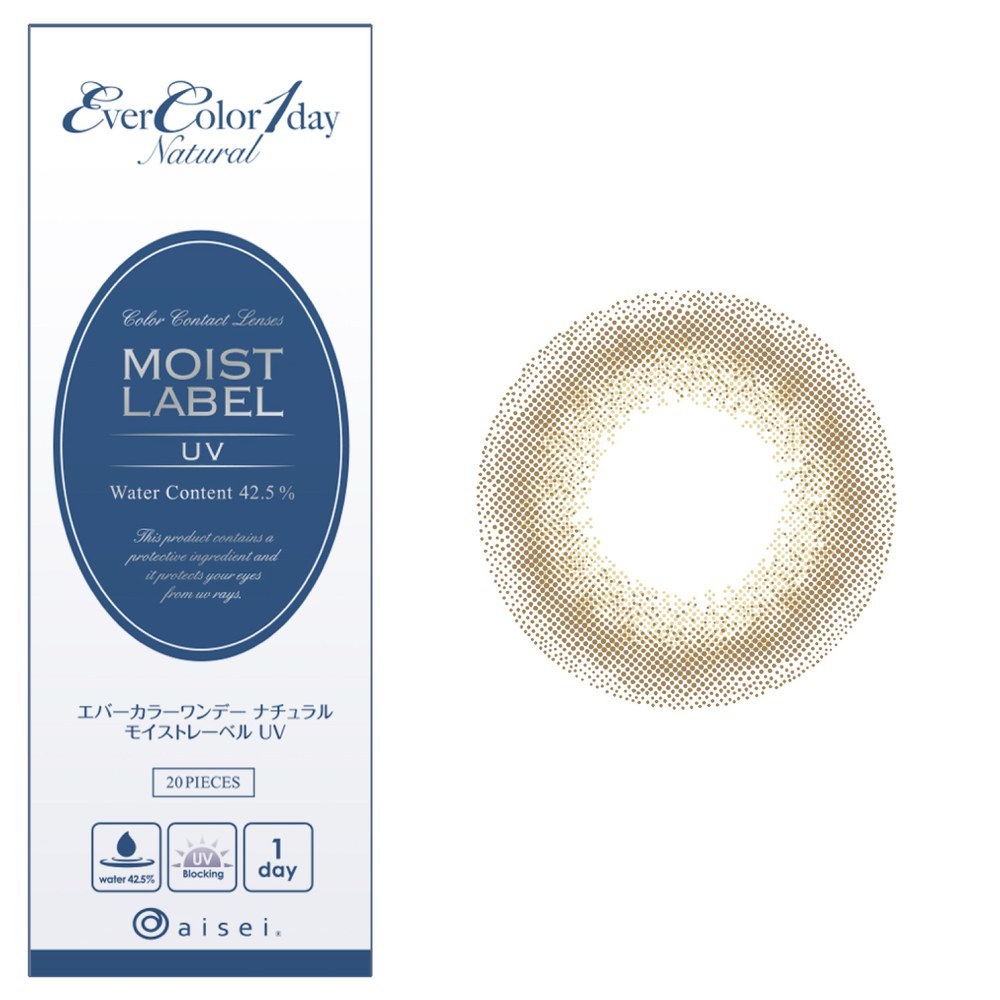 EverColor1day
Natural
Color Contact Lenses
MOIST
LABEL
UV
Water Content 42.5%
This product contains a
protective ingredient and
it protects your eyes
from uv rays.
エバーカラーワンデー ナチュラル
モイストレーベル UV
20PIECES
water 42.5%
UV
Blocking
1
day
aisei®